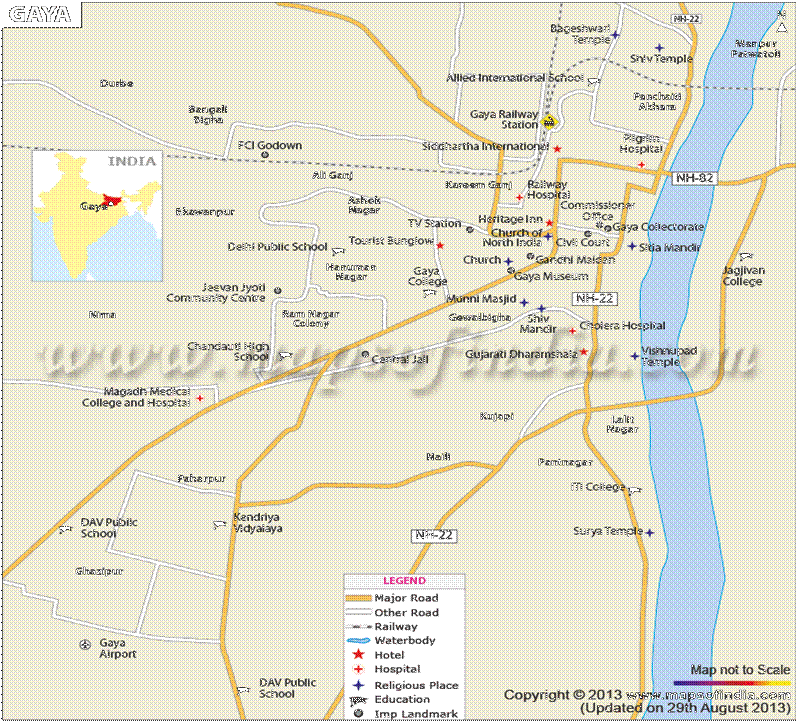 GAYA
NH-22
Bageshwari
Temple
Shiv Temple
Manpur
Patwatoli
Allied International School
Durbe
Bangali
Bigha
Panchaiti
Akhara
Gaya Railway
Station
FCI Godown
Siddhartha International
Pilgrim
Hospital
INDIA
Gaya
Ali Ganj
Kareem Ganj
Railway
Hospital
NH-82
Bhawanpur
Ashok
Nagar
Commissioner
Office
TV Station
Heritage Inn
Gaya Collectorate
Delhi Public School
Tourist Bunglow
Church of
North India
Civil Court
Sitia Mandir
Hanuman
Nagar
Gaya
College
Church
Gandhi Maidan
Gaya Museum
Jagjivan
College
Jeevan Jyoti
Community Centre
Munni Masjid
NH-22
Nima
Ram Nagar
Colony
Gewalbigha
Shiv
Mandir
Cholera Hospital
Chandauti High
School
Central Jail
Gujarati Dharamshala
Vishnupad
Temple
www.mapsofindia.com
Magadh Medical
College and Hospital
Kujapi
Lalit
Nagar
Naili
Pantnagar
Paharpur
ITI College
DAV Public
School
Kendriya
Vidyalaya
NH-22
Surya Temple
Ghazipur
LEGEND
Major Road
Other Road
Railway
Waterbody
Hotel
Hospital
Religious Place
Education
Imp Landmark
Gaya
Airport
DAV Public
School
Map not to Scale
Copyright © 2013 www.mapsofindia.com
(Updated on 29th August 2013)